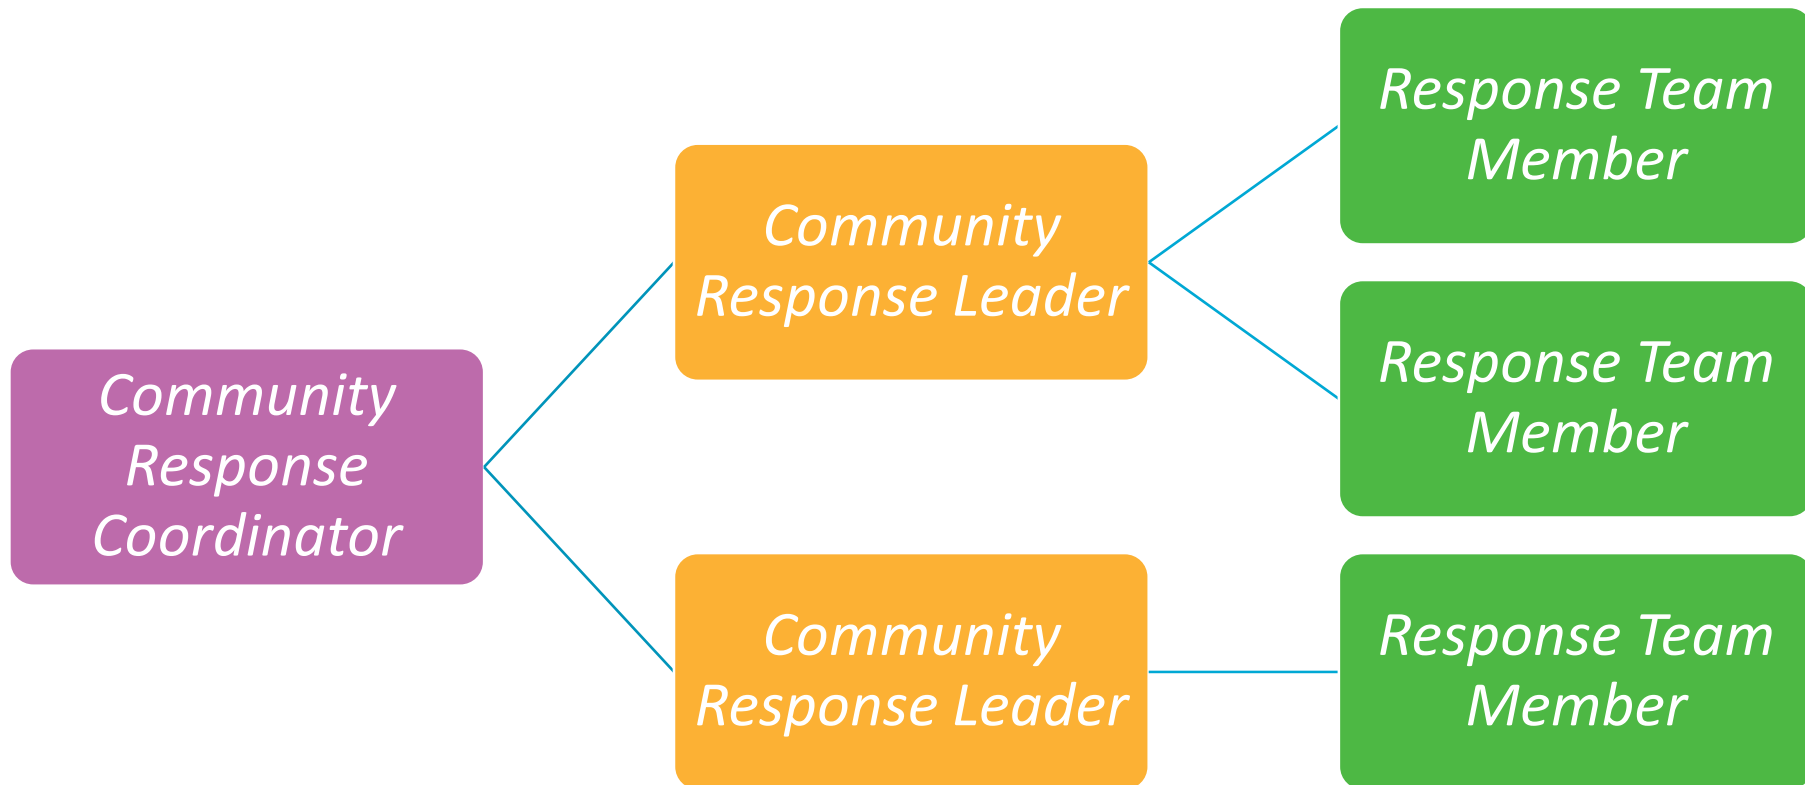 Community
Response
Coordinator
Community
Response Leader
Community
Response Leader
Response Team
Member
Response Team
Member
Response Team
Member